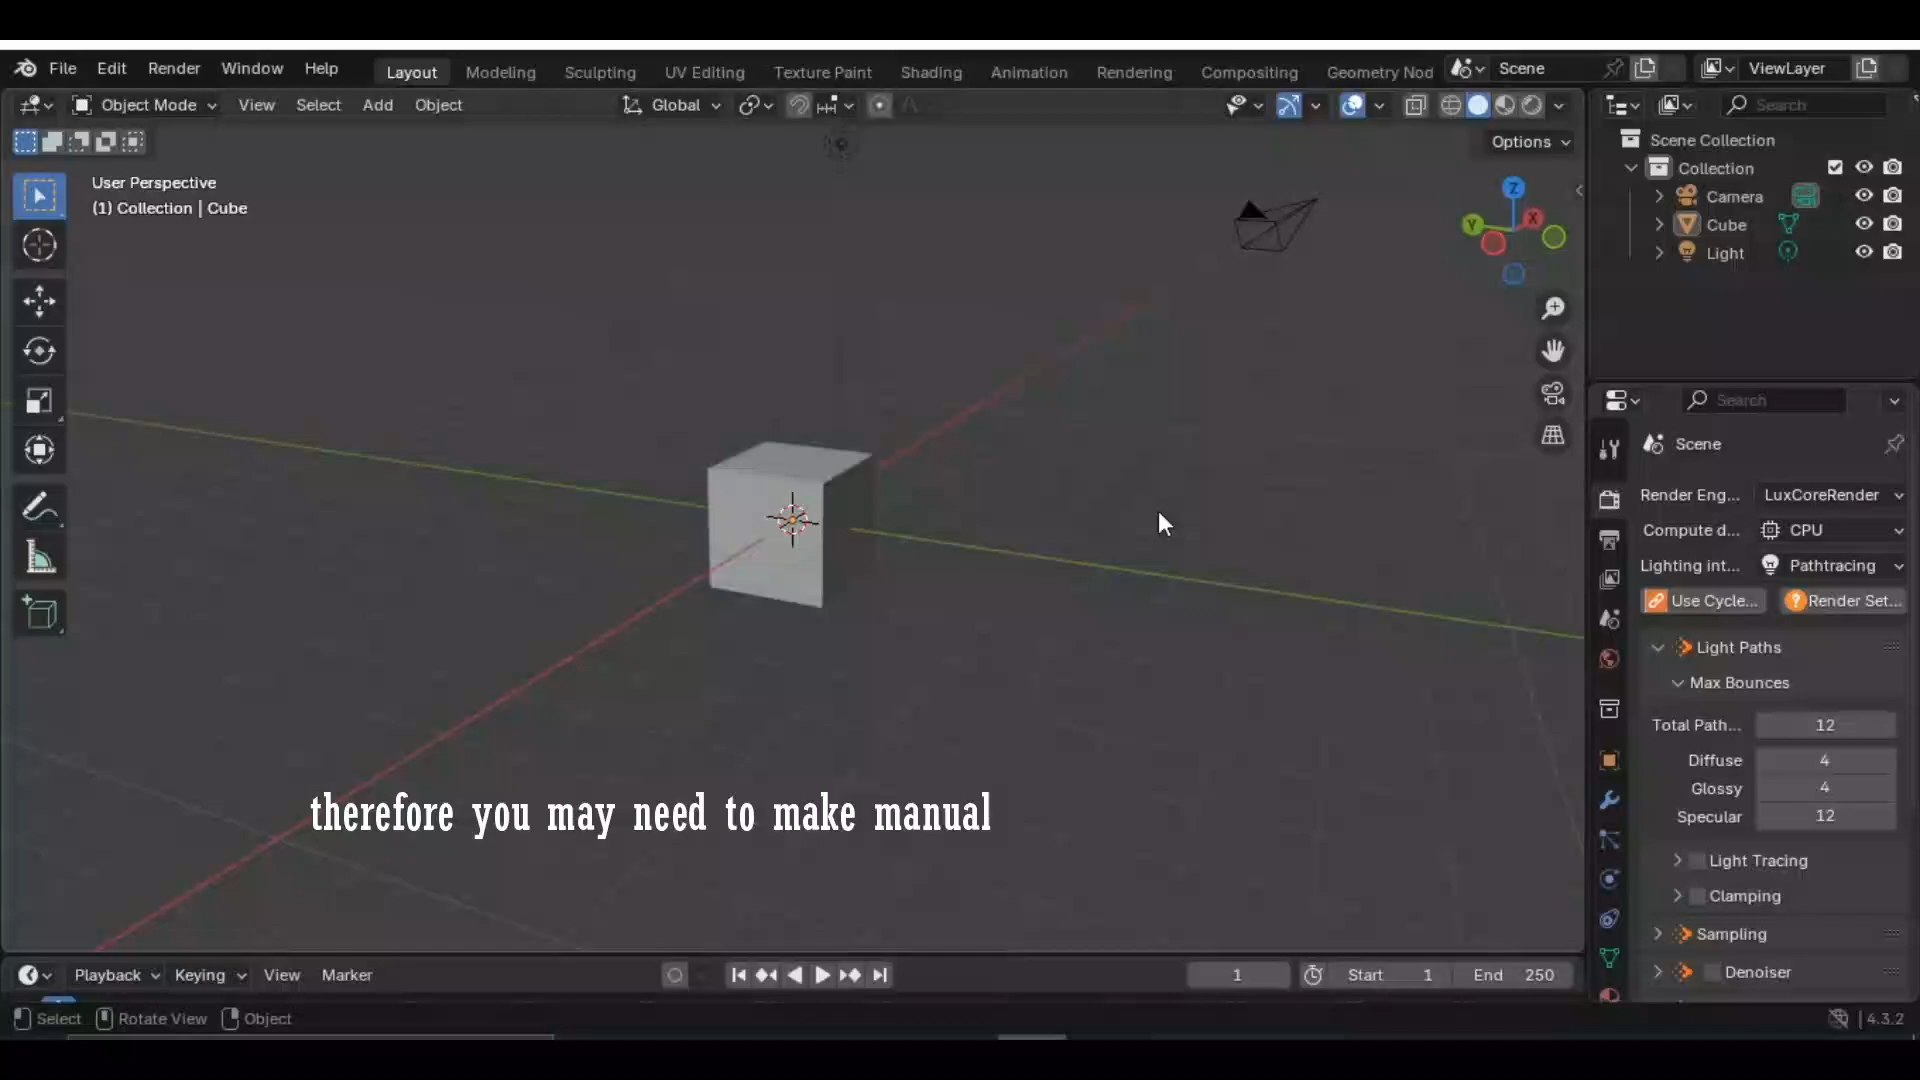 File Edit Render Window Help Layout Modeling Sculpting UV Editing Texture Paint Shading Animation Rendering Compositing Geometry Nod Scene ViewLayer
Object Mode View Select Add Object Global Search
Options
User Perspective
(1) Collection | Cube
Z
Y
X
Scene Collection
Collection
Camera
Cube
Light
Search
Scene
Render Eng... LuxCoreRender
Compute d... CPU
Lighting int... Pathtracing
Use Cycle... Render Set...
Light Paths
Max Bounces
Total Path... 12
Diffuse 4
Glossy 4
Specular 12
Light Tracing
Clamping
Sampling
Denoiser
therefore you may need to make manual
Playback Keying View Marker 1 Start 1 End 250
Select Rotate View Object 4.3.2